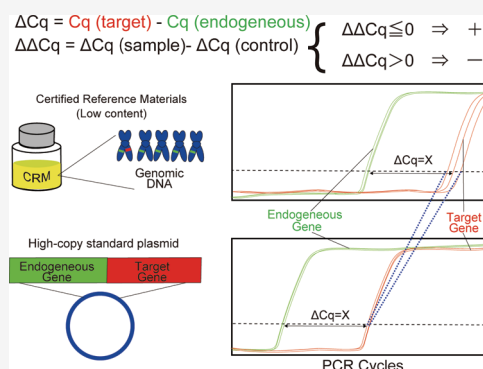 ΔCq = Cq (target) - Cq (endogeneous)
ΔΔCq = ΔCq (sample)- ΔCq (control)
ΔΔCq≦0 ⇒ +
ΔΔCq>0 ⇒ −
Certified Reference Materials
(Low content)
CRM
Genomic
DNA
ΔCq=X
Endogeneous
Gene
Target
Gene
High-copy standard plasmid
Endogeneous
Gene
Target
Gene
ΔCq=X
PCR Cycles